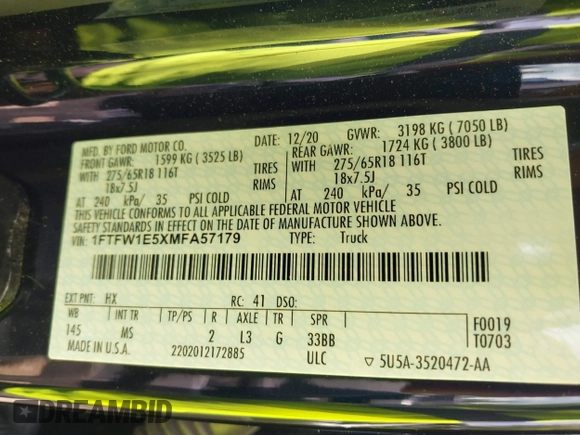 MFD. BY FORD MOTOR CO.
DATE: 12/20 GVWR: 3198 KG ( 7050 LB)
FRONT GAWR: 1599 KG ( 3525 LB)
REAR GAWR: 1724 KG ( 3800 LB)
WITH 275/65R18 116T TIRES
WITH 275/65R18 116T TIRES
18x7.5J RIMS
18x7.5J RIMS
AT 240 kPa/ 35 PSI COLD
AT 240 kPa/ 35 PSI COLD
THIS VEHICLE CONFORMS TO ALL APPLICABLE FEDERAL MOTOR VEHICLE
SAFETY STANDARDS IN EFFECT ON THE DATE OF MANUFACTURE SHOWN ABOVE.
VIN: 1FTFW1E5XMFA57179 TYPE: Truck
EXT PNT: HX RC: 41 DSO:
WB INT TR TP/PS R AXLE TR SPR
145 MS 2 L3 G 33BB
F0019
T0703
MADE IN U.S.A. 2202012172885 ULC ▽ 5U5A-3520472-AA
DREAMBID